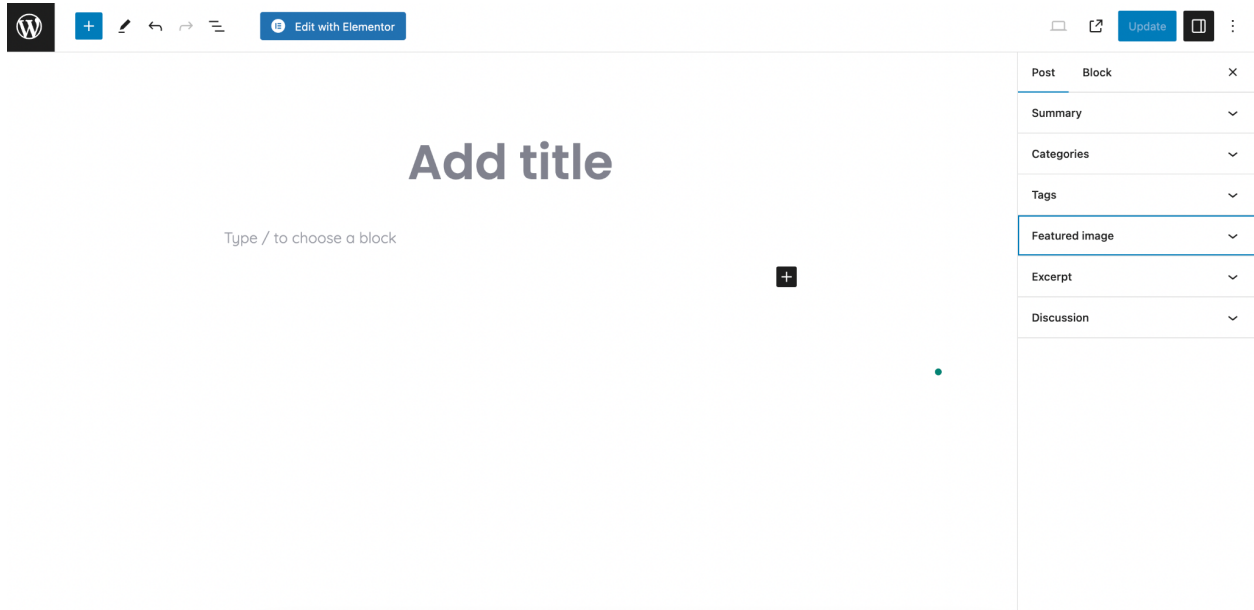 Edit with Elementor
Update
Post Block
Summary
Categories
Tags
Featured image
Excerpt
Discussion
Add title
Type / to choose a block